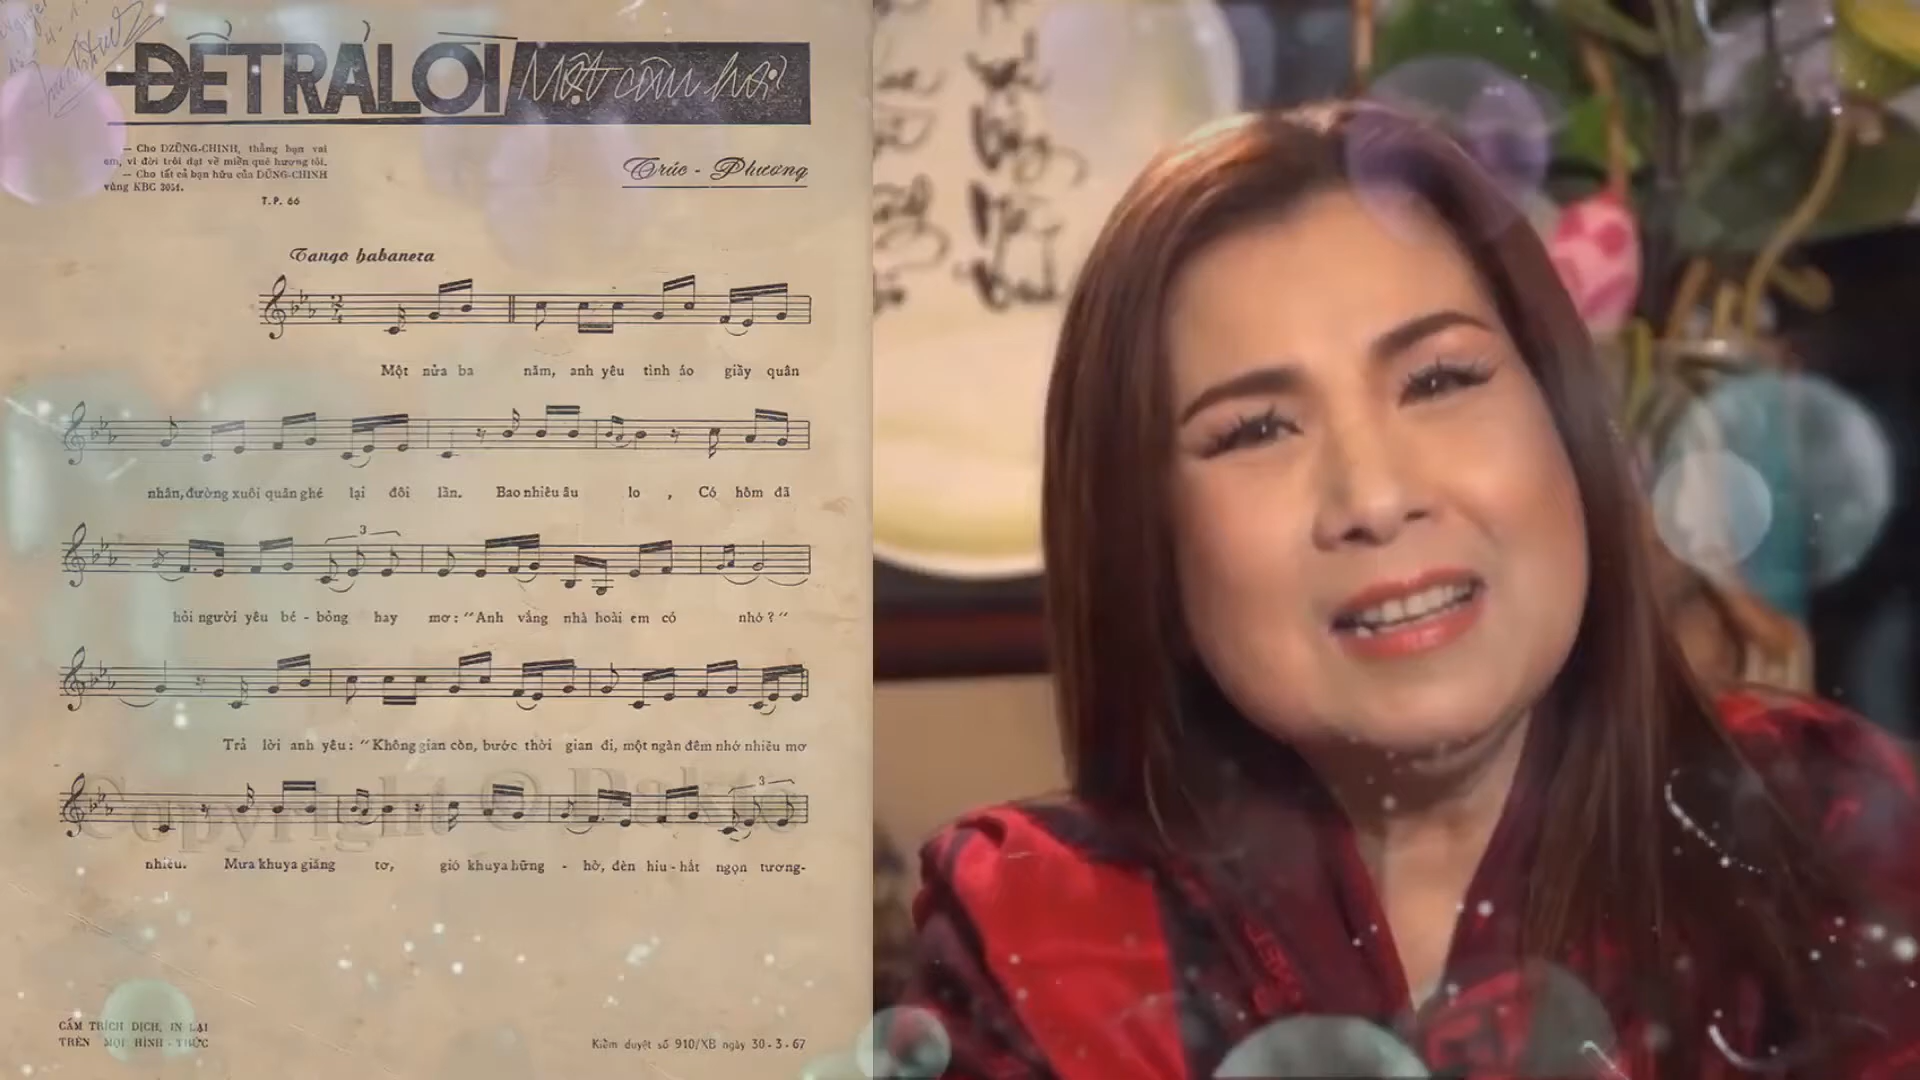 ĐỂ TRẢ LỜI Một câu hỏi
— Cho DZŨNG-CHINH, thằng bạn vai
em, vì đời trôi dạt về miền quê hương tôi.
— Cho tất cả bạn hữu của DŨNG-CHINH
vùng KBC 3054.
T.P. 66
Trúc - Phương
Tango habanera
Một nửa ba năm, anh yêu tình áo giầy quân
nhân, đường xuôi quân ghé lại đôi lần. Bao nhiêu âu lo , Có hôm đã
3
hỏi người yêu bé - bỏng hay mơ : "Anh vắng nhà hoài em có nhớ ? "
Trả lời anh yêu : "Không gian còn, bước thời gian đi, một ngàn đêm nhớ nhiều mơ
3
nhiều. Mưa khuya giăng tơ, gió khuya hững - hờ, đèn hiu - hắt ngọn tương-
Copyright ©
CẤM TRÍCH DỊCH, IN LẠI
TRÊN MỌI HÌNH - THỨC
Kiểm duyệt số 910/XB ngày 30 - 3 - 67